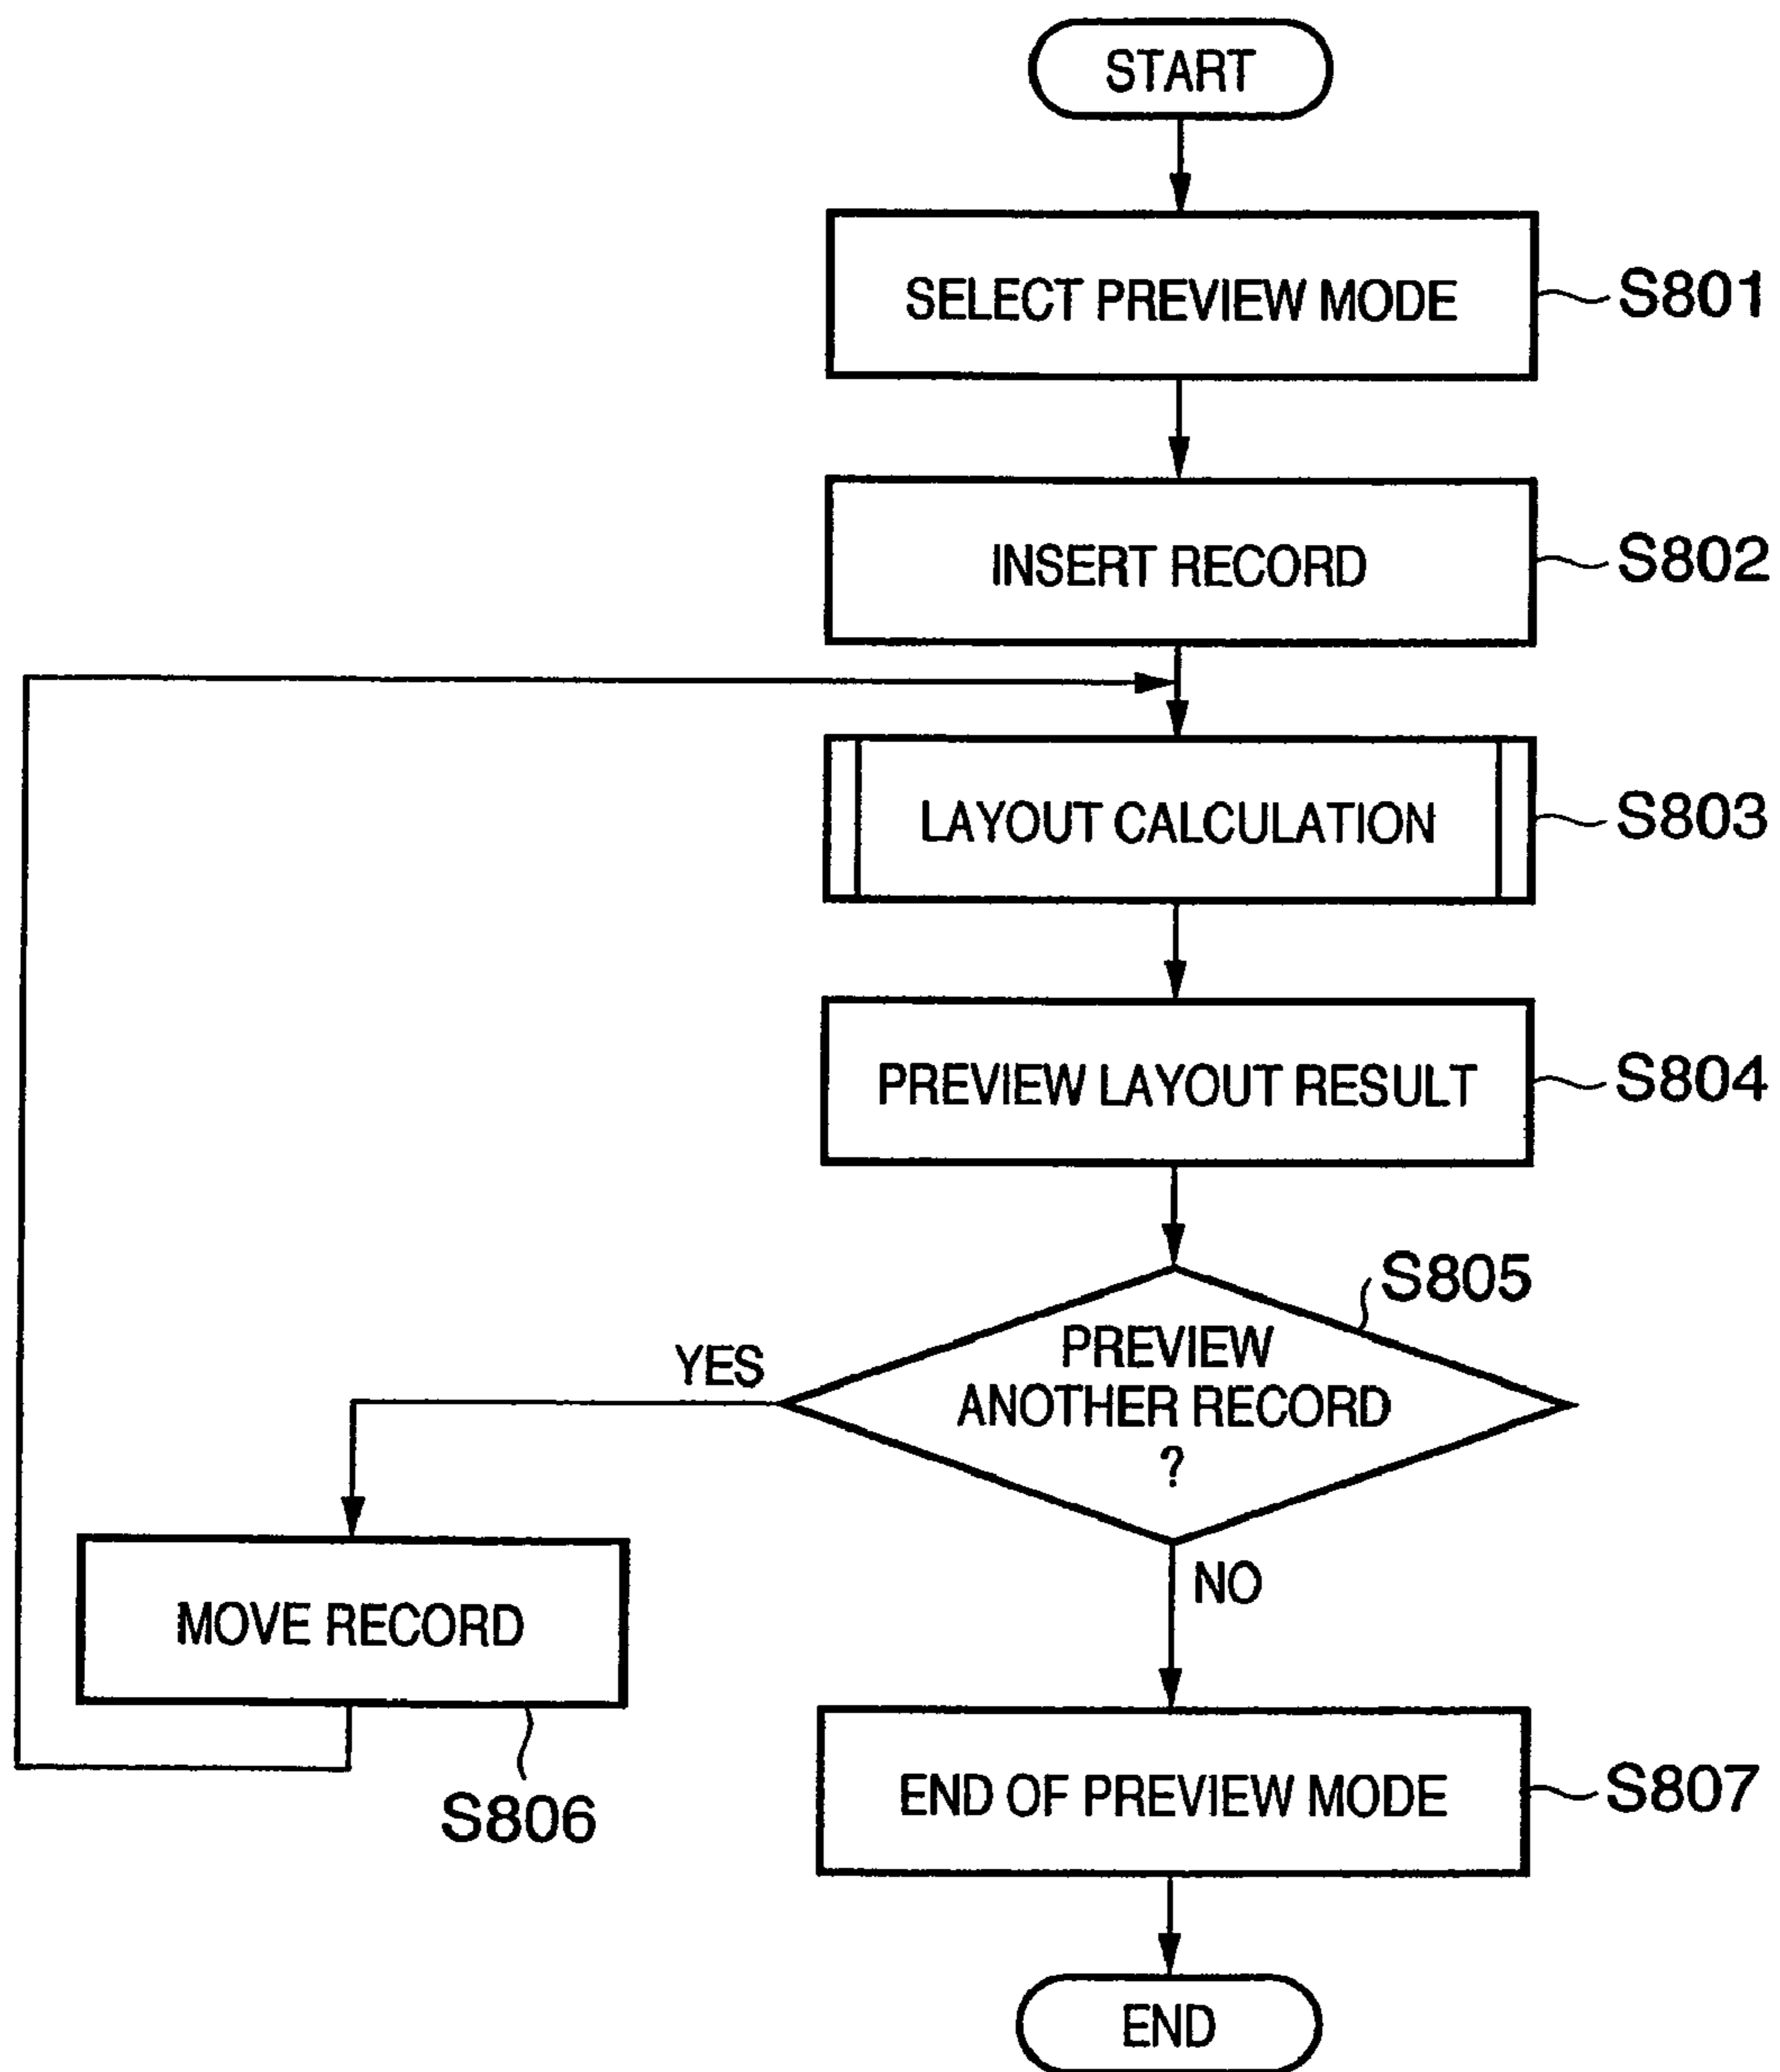 START
SELECT PREVIEW MODE
S801
INSERT RECORD
S802
LAYOUT CALCULATION
S803
PREVIEW LAYOUT RESULT
S804
S805
PREVIEW
ANOTHER RECORD
?
YES
NO
MOVE RECORD
S806
END OF PREVIEW MODE
S807
END